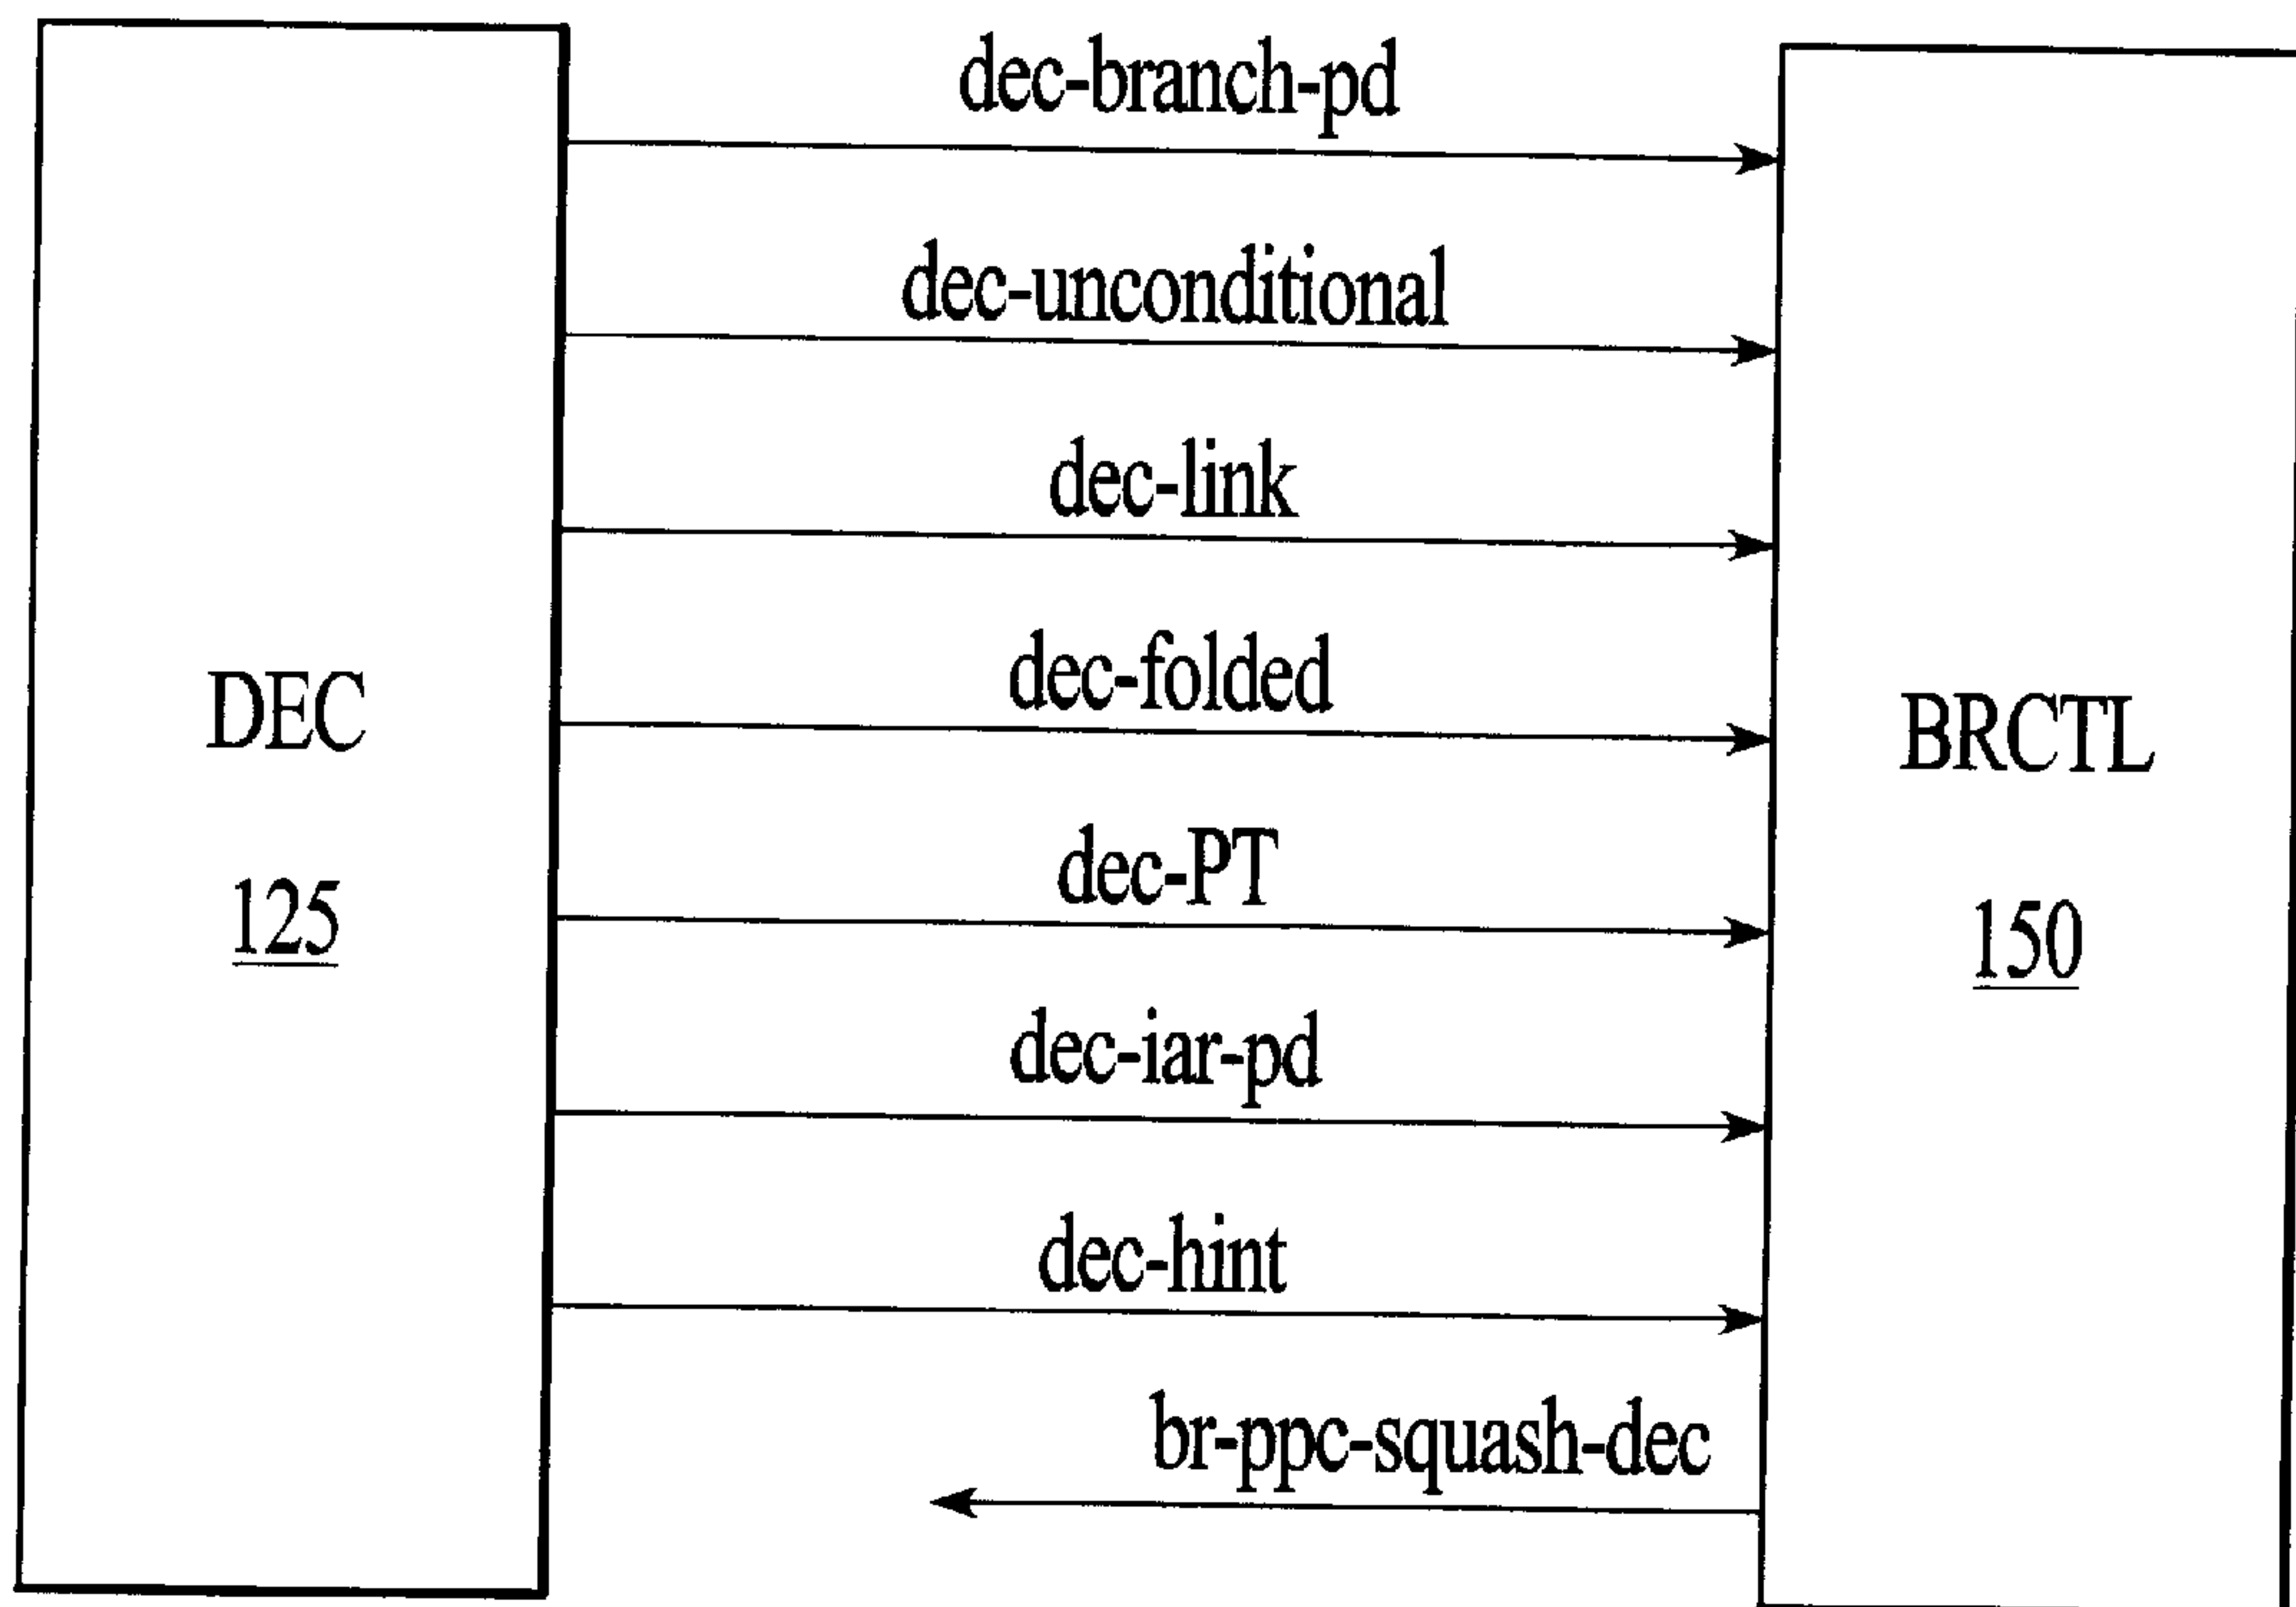 dec-branch-pd
dec-unconditional
dec-link
dec-folded
DEC
BRCTL
dec-PT
125
150
dec-iar-pd
dec-hint
br-ppc-squash-dec